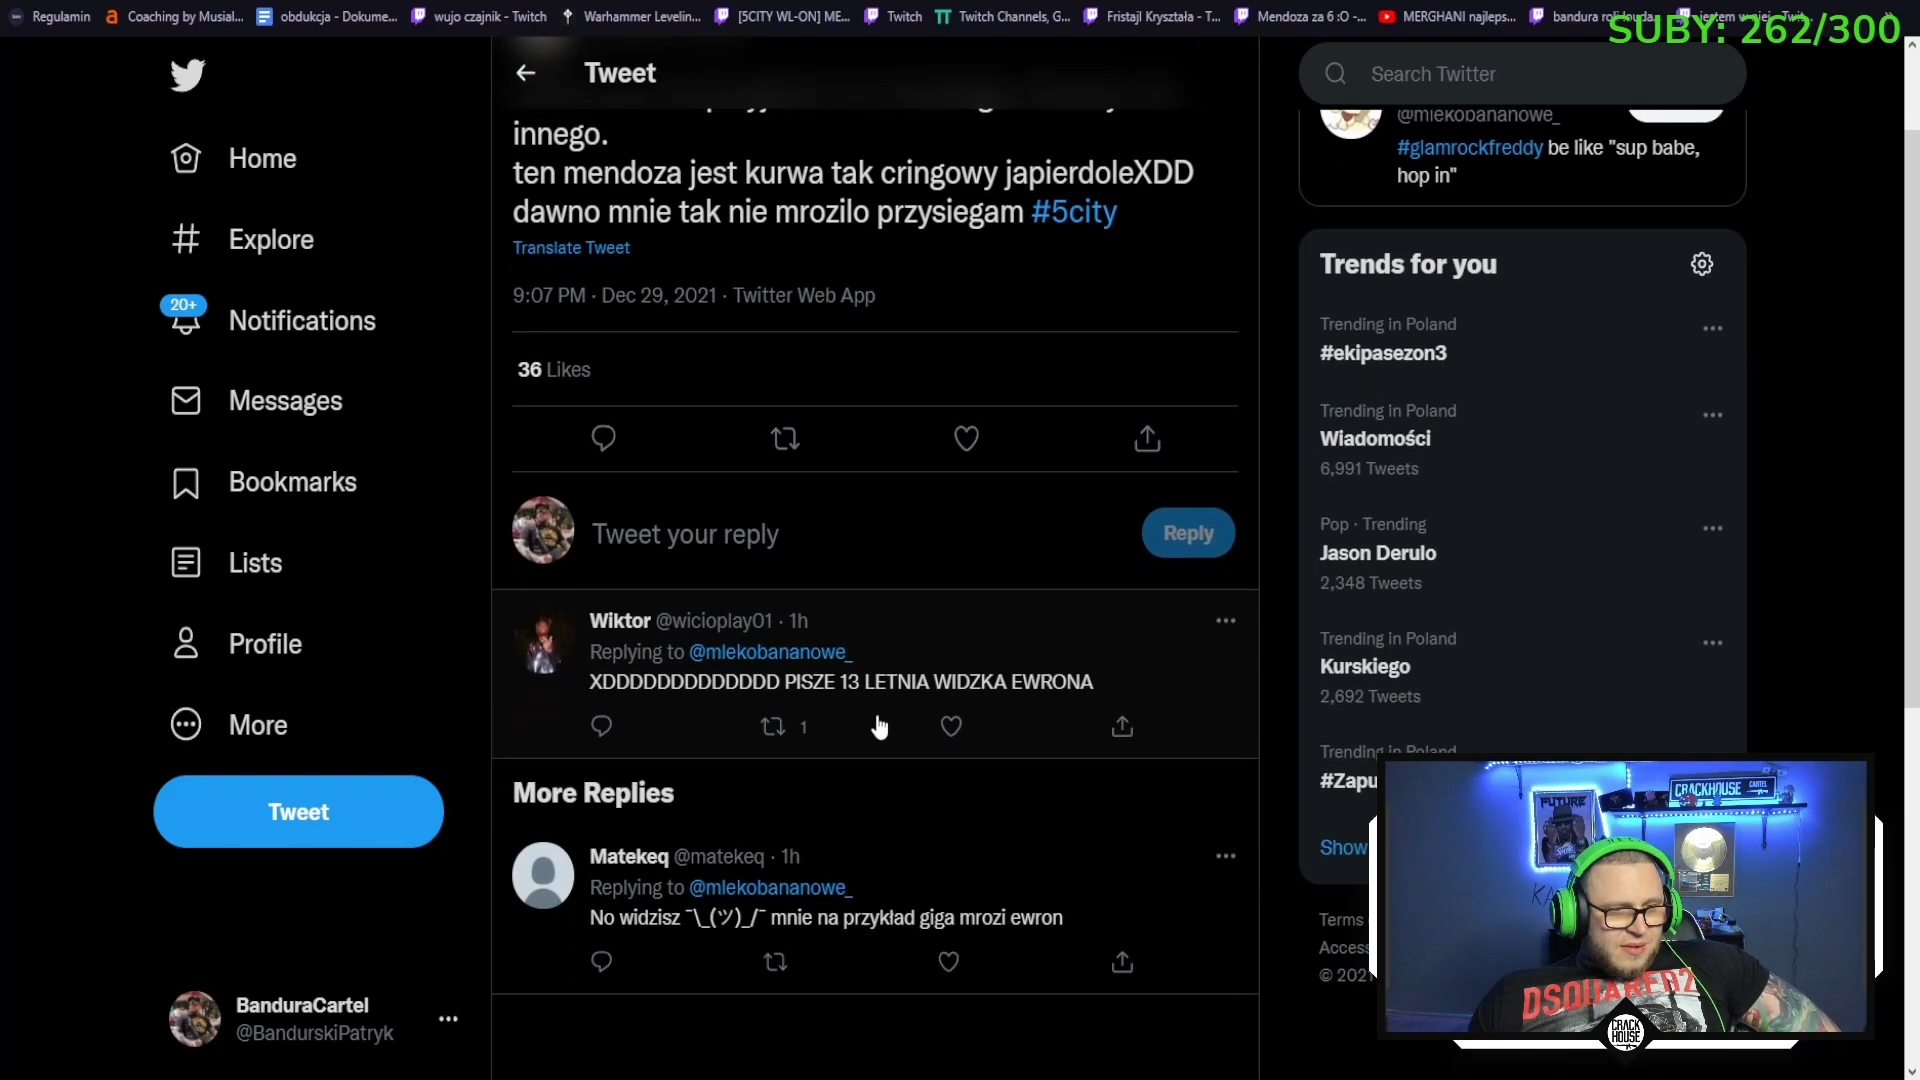 Regulamin
Coaching by Musial...
obdukcja - Dokume...
wujo czajnik - Twitch
Warhammer Levelin...
[5CITY WL-ON] ME...
Twitch
Twitch Channels, G...
Fristajl Kryształa - T...
Mendoza za 6 :O -...
MERGHANI najleps...
SUBY: 262/300
Home
Explore
20+
Notifications
Messages
Bookmarks
Lists
Profile
More
Tweet
BanduraCartel
@BandurskiPatryk
Tweet
innego.
ten mendoza jest kurwa tak cringowy japierdoleXDD
dawno mnie tak nie mrozilo przysiegam #5city
Translate Tweet
9:07 PM · Dec 29, 2021 · Twitter Web App
36 Likes
Tweet your reply
Reply
Wiktor @wicioplay01 · 1h
Replying to @mlekobananowe_
XDDDDDDDDDDDDD PISZE 13 LETNIA WIDZKA EWRONA
1
More Replies
Matekeq @matekeq · 1h
Replying to @mlekobananowe_
No widzisz ¯\_(ツ)_/¯ mnie na przykład giga mrozi ewron
Search Twitter
@mlekobananowe_
#glamrockfreddy be like "sup babe,
hop in"
Trends for you
Trending in Poland
#ekipasezon3
Trending in Poland
Wiadomości
6,991 Tweets
Pop · Trending
Jason Derulo
2,348 Tweets
Trending in Poland
Kurskiego
2,692 Tweets
Trending in Poland
#Zapu
Show
Terms
Access
© 2021
FUTURE
CRACKHOUSE CARTEL
DSQUARED2
CRACK
HOUSE